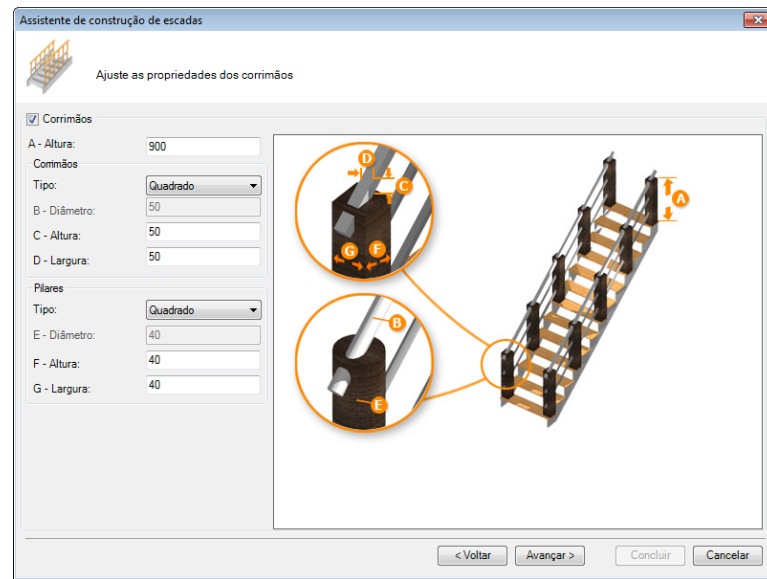 Assistente de construção de escadas
Ajuste as propriedades dos corrimãos
Corrimãos
A - Altura: 900
Corrimãos
Tipo: Quadrado
B - Diâmetro: 50
C - Altura: 50
D - Largura: 50
Pilares
Tipo: Quadrado
E - Diâmetro: 40
F - Altura: 40
G - Largura: 40
D
C
A
G F
B
E
< Voltar Avançar > Concluir Cancelar